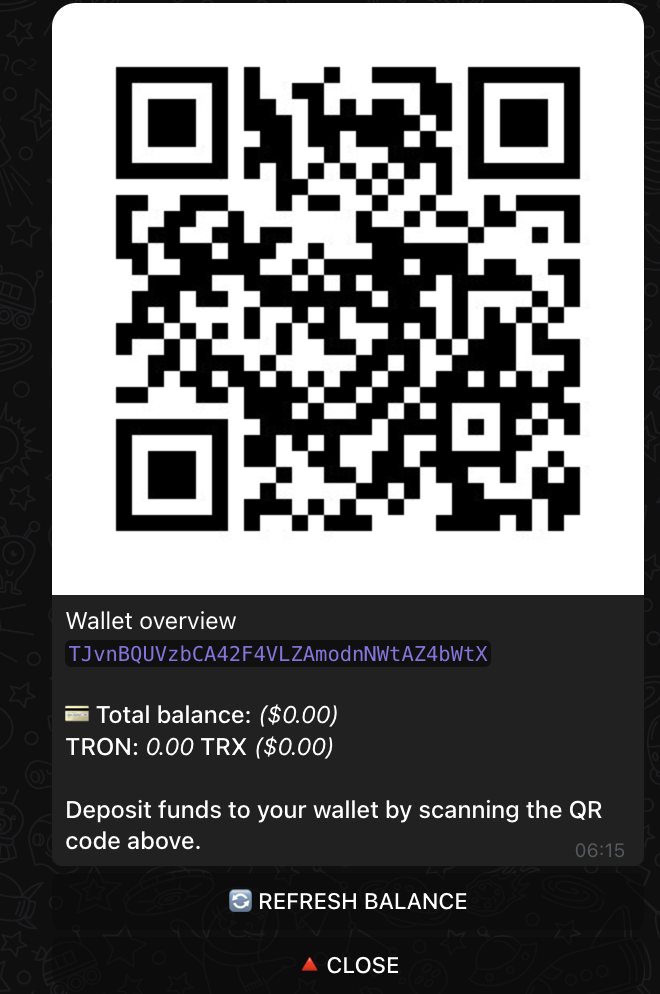 Wallet overview
TJvnBQUVzbCA42F4VLZAmodnNWtAZ4bWtX
💳 Total balance: ($0.00)
TRON: 0.00 TRX ($0.00)
Deposit funds to your wallet by scanning the QR
code above.
06:15
🔄 REFRESH BALANCE
🔺 CLOSE